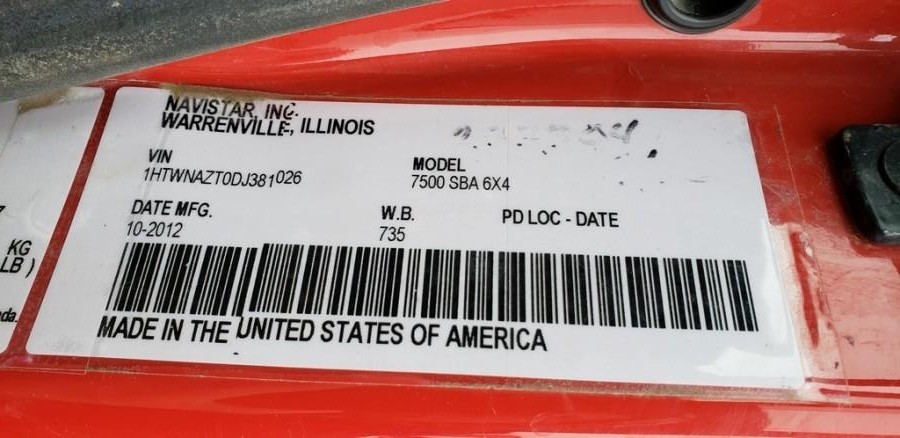 NAVISTAR, INC.
WARRENVILLE, ILLINOIS
VIN
1HTWNAZT0DJ381026
MODEL
7500 SBA 6X4
DATE MFG.
10-2012
W.B.
735
PD LOC - DATE
MADE IN THE UNITED STATES OF AMERICA
KG
LB )